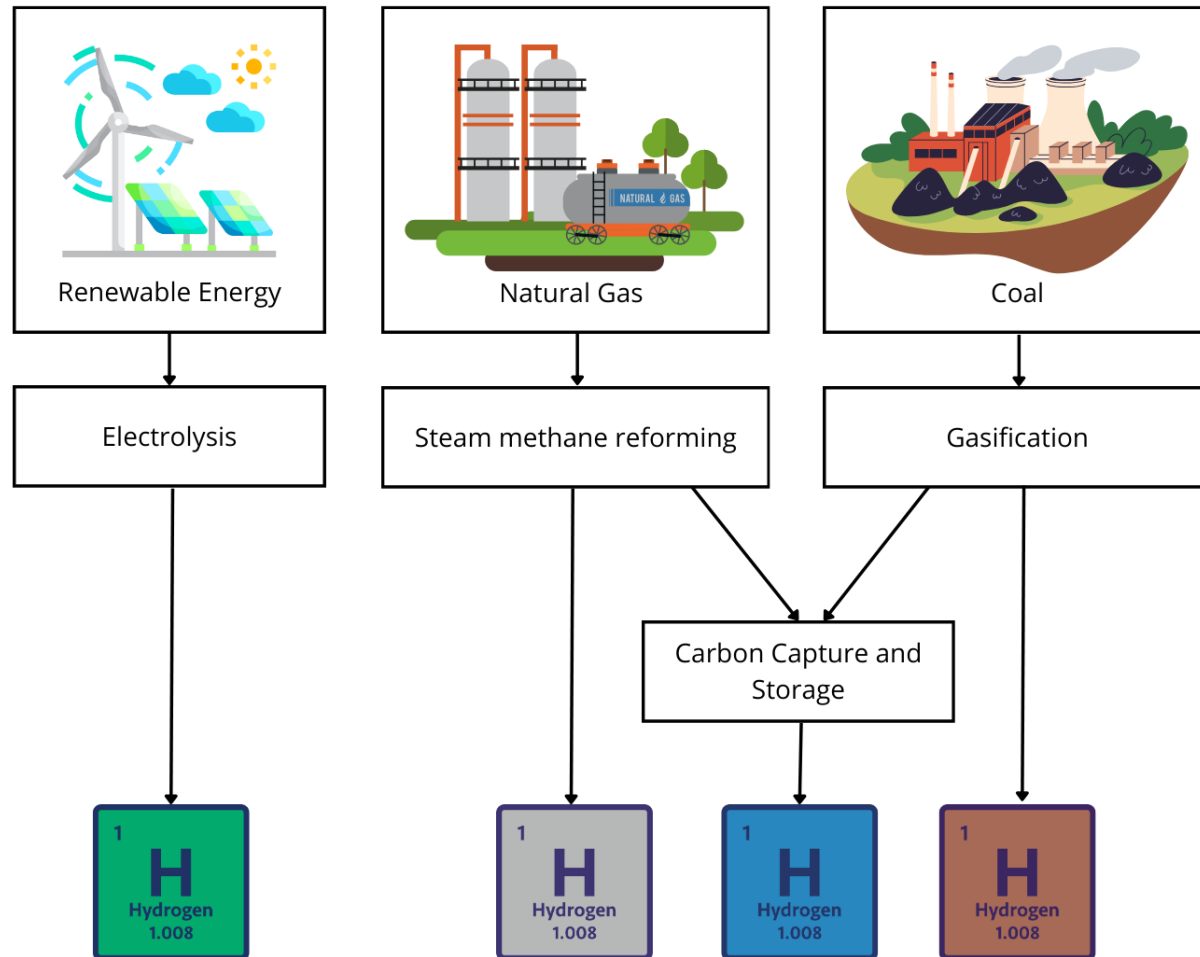 NATURAL GAS
Renewable Energy
Natural Gas
Coal
Electrolysis
Steam methane reforming
Gasification
Carbon Capture and
Storage
1
H
Hydrogen
1.008
1
H
Hydrogen
1.008
1
H
Hydrogen
1.008
1
H
Hydrogen
1.008